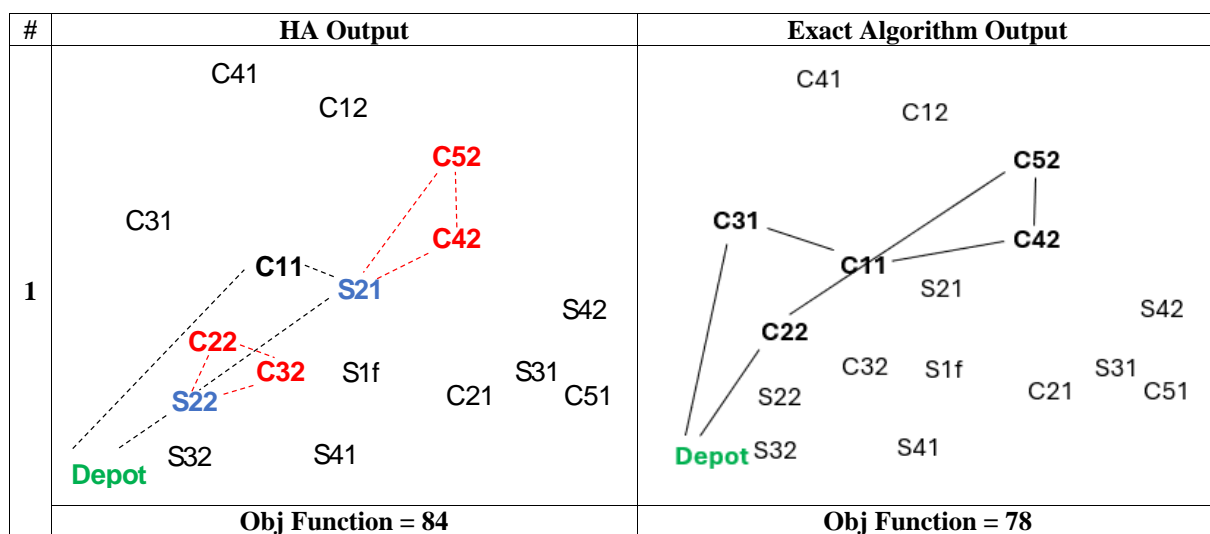 # HA Output Exact Algorithm Output
1
C41
C12
C52
C31
C42
C11
S21
S42
C22
C32
S1f
S31
S22
C21
C51
S32
S41
Depot
C41
C12
C52
C31
C42
C11
S21
S42
C22
C32
S1f
S31
S22
C21
C51
S41
Depot S32
Obj Function = 84 Obj Function = 78